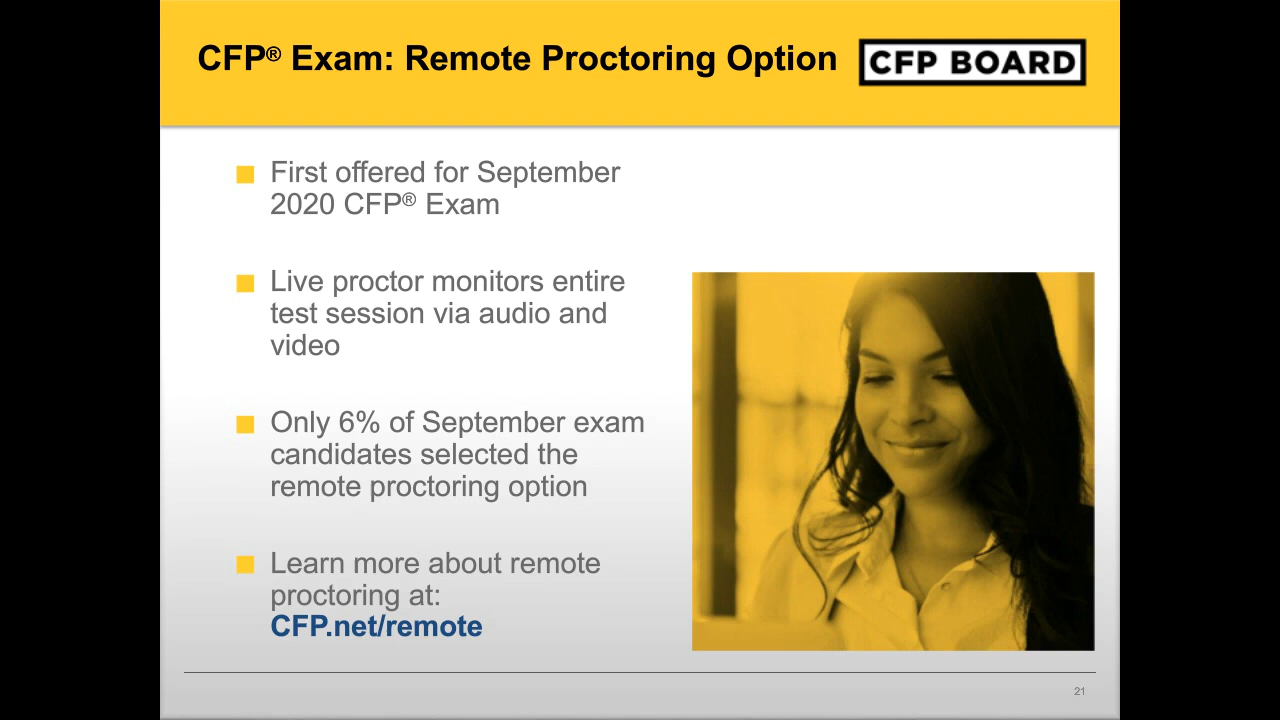 CFP® Exam: Remote Proctoring Option
CFP BOARD
First offered for September
2020 CFP® Exam
Live proctor monitors entire
test session via audio and
video
Only 6% of September exam
candidates selected the
remote proctoring option
Learn more about remote
proctoring at:
CFP.net/remote
21